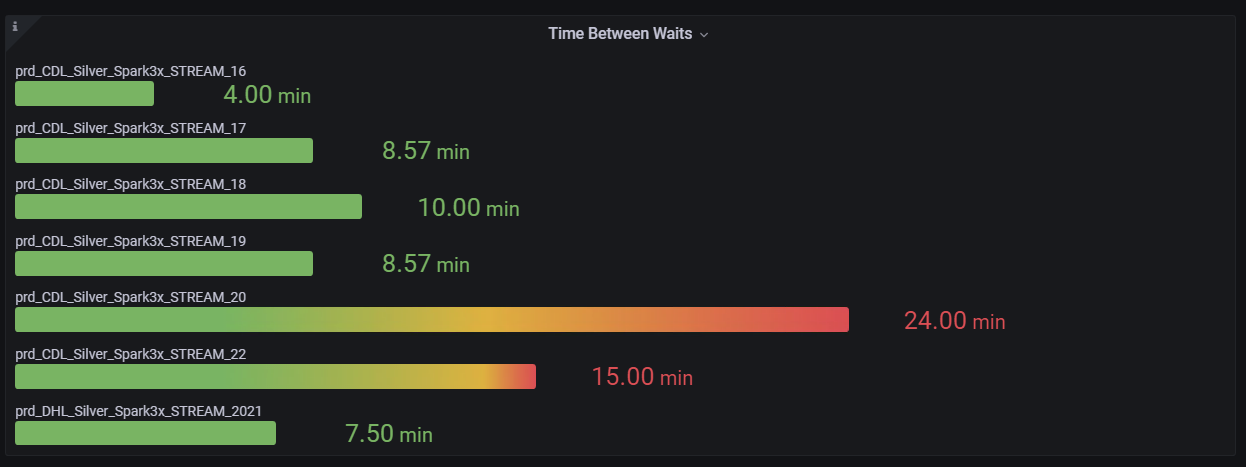 Time Between Waits
prd_CDL_Silver_Spark3x_STREAM_16
4.00 min
prd_CDL_Silver_Spark3x_STREAM_17
8.57 min
prd_CDL_Silver_Spark3x_STREAM_18
10.00 min
prd_CDL_Silver_Spark3x_STREAM_19
8.57 min
prd_CDL_Silver_Spark3x_STREAM_20
24.00 min
prd_CDL_Silver_Spark3x_STREAM_22
15.00 min
prd_DHL_Silver_Spark3x_STREAM_2021
7.50 min